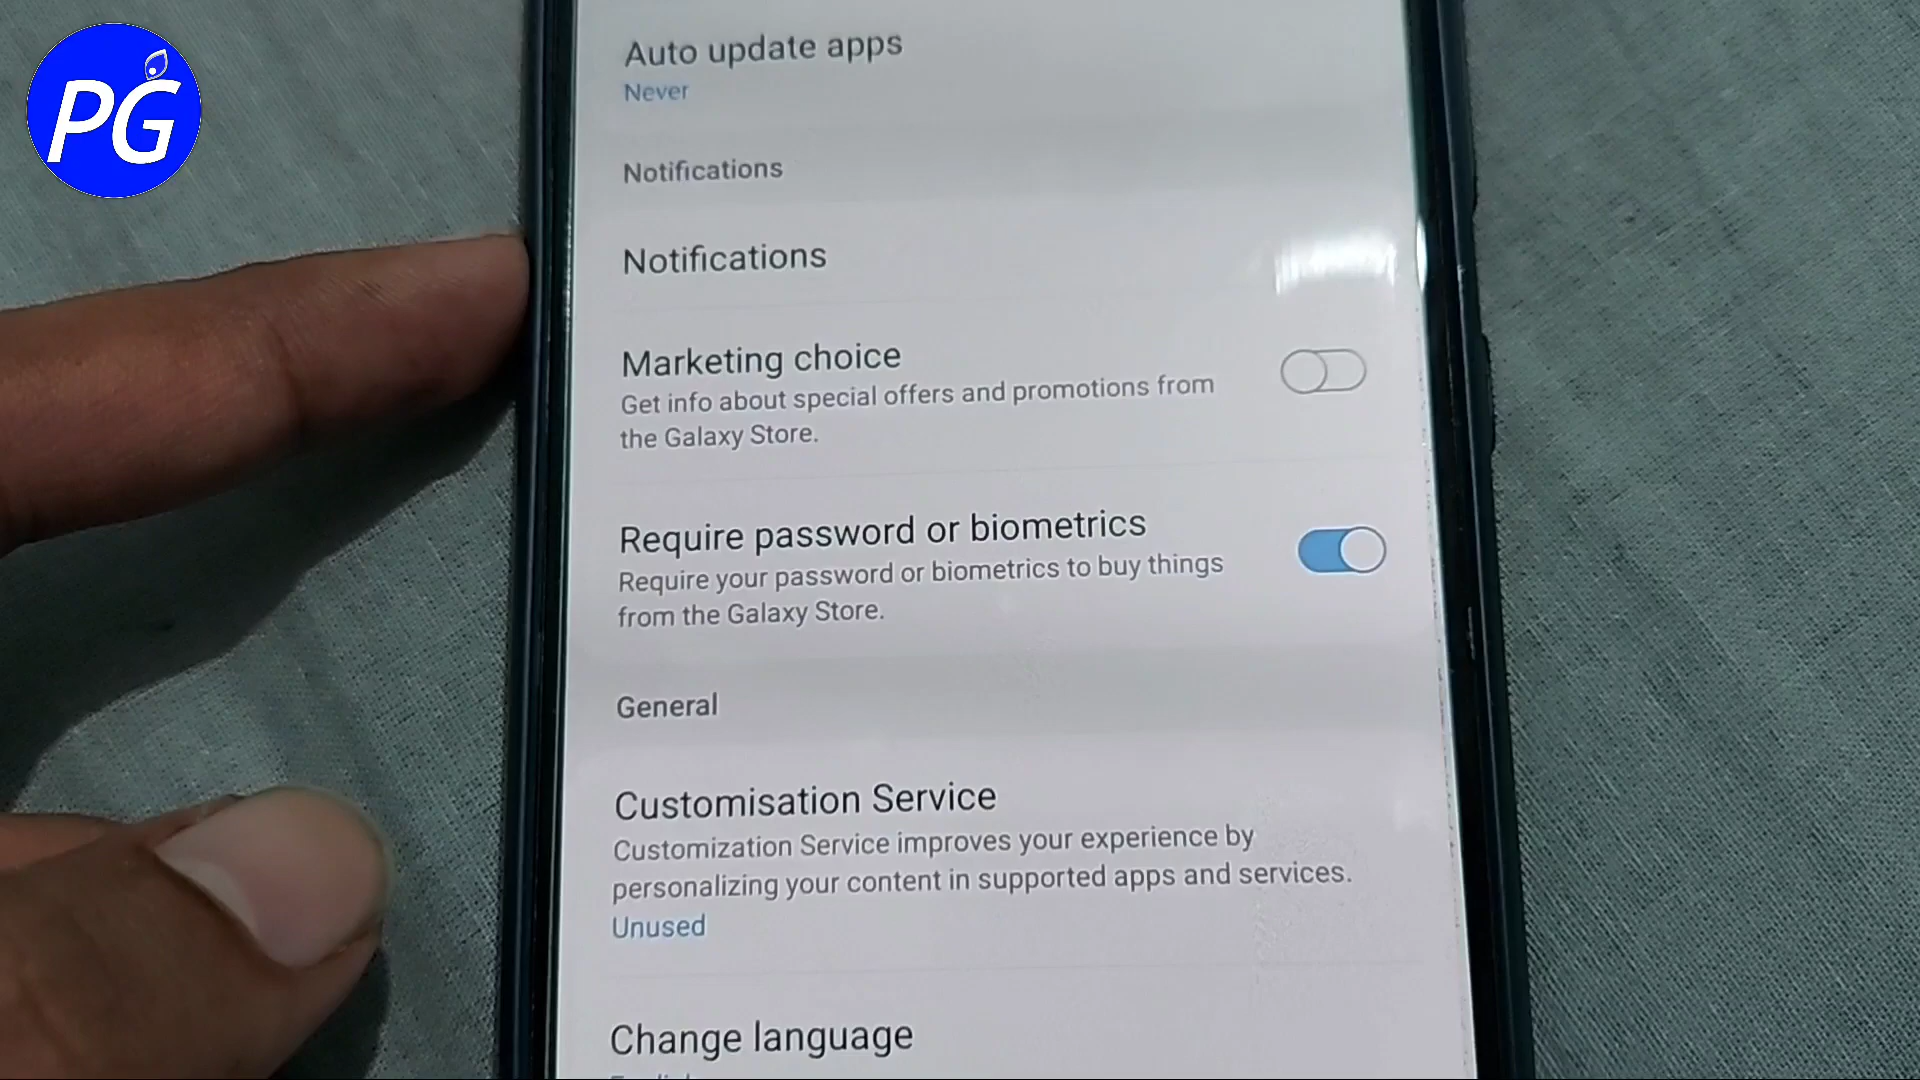 PG
Auto update apps
Never
Notifications
Notifications
Marketing choice
Get info about special offers and promotions from
the Galaxy Store.
Require password or biometrics
Require your password or biometrics to buy things
from the Galaxy Store.
General
Customisation Service
Customization Service improves your experience by
personalizing your content in supported apps and services.
Unused
Change language